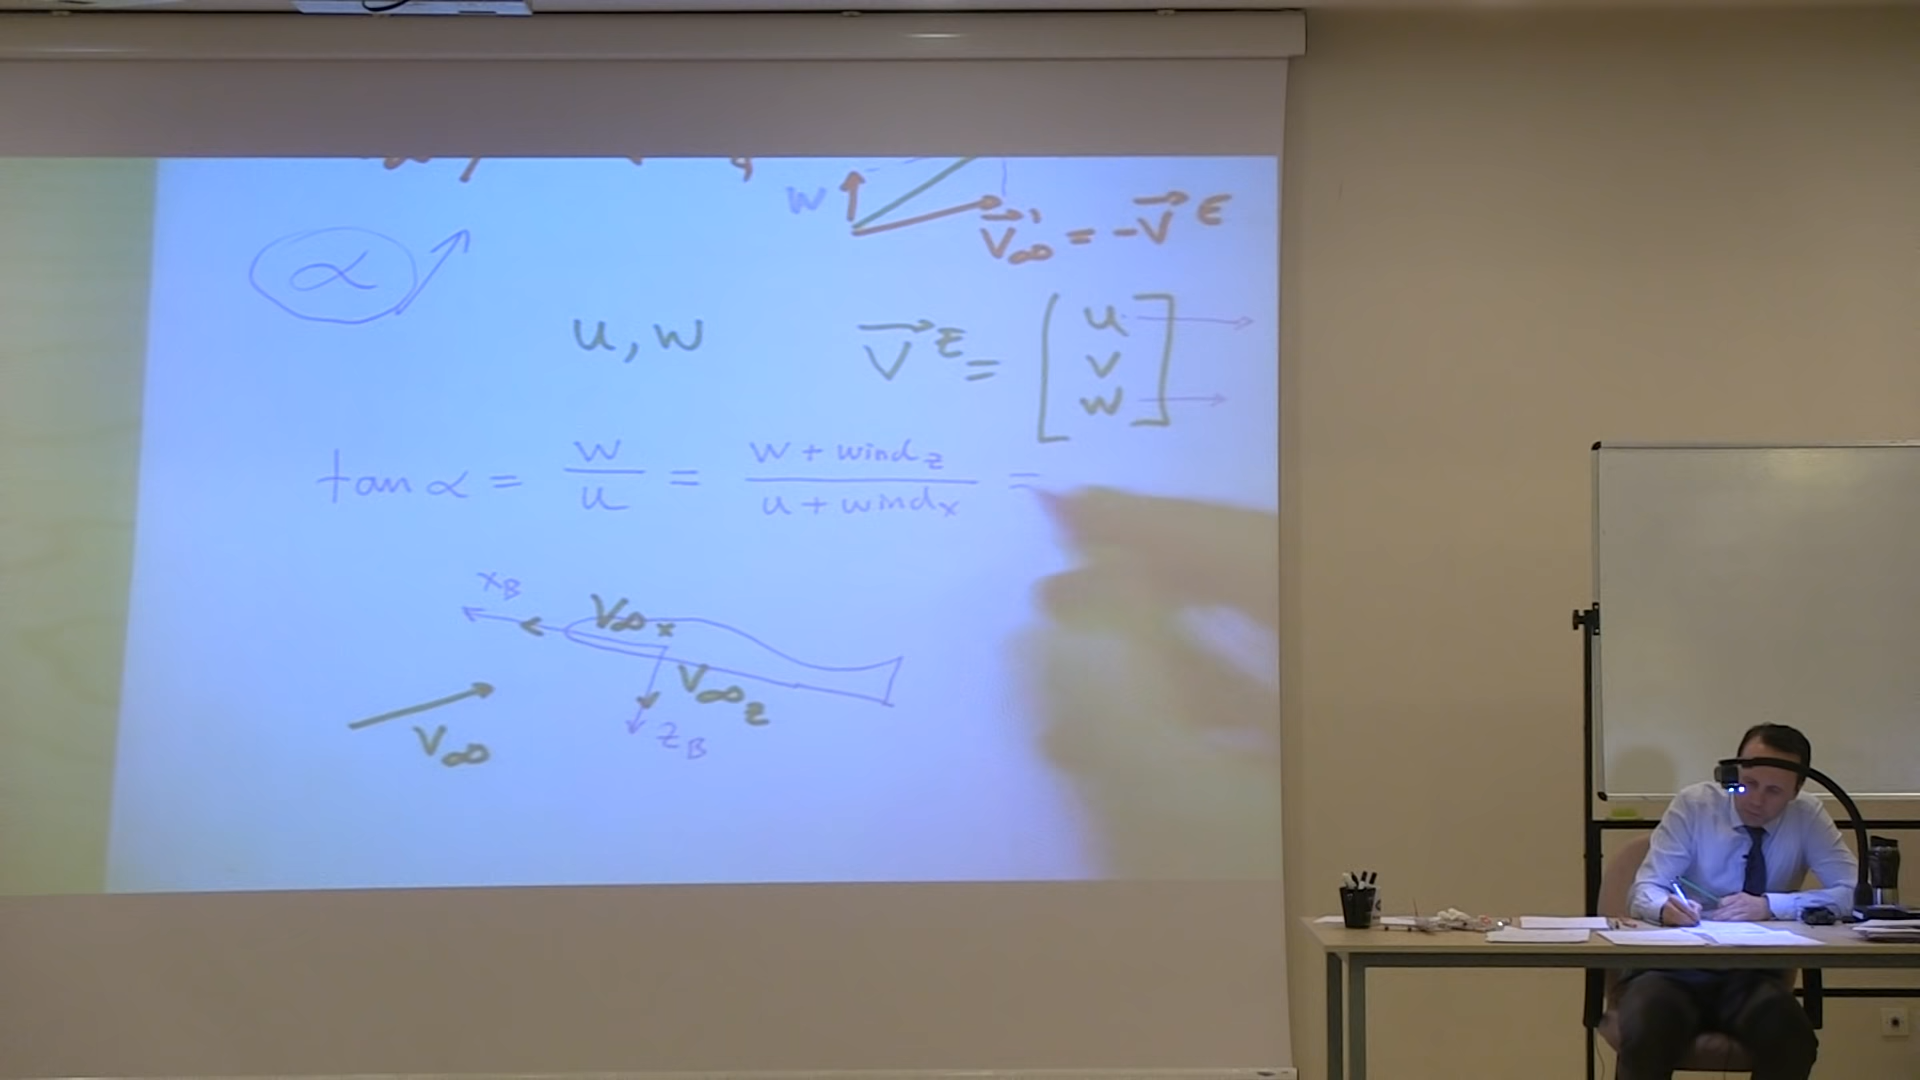 W
V⃗'∞ = -V⃗ᴱ
α
u, w
V⃗ᴱ = [u v w]
tan α = w/u = (w + wind_z)/(u + wind_x) =
x_B
V∞x
V∞z
V∞
z_B